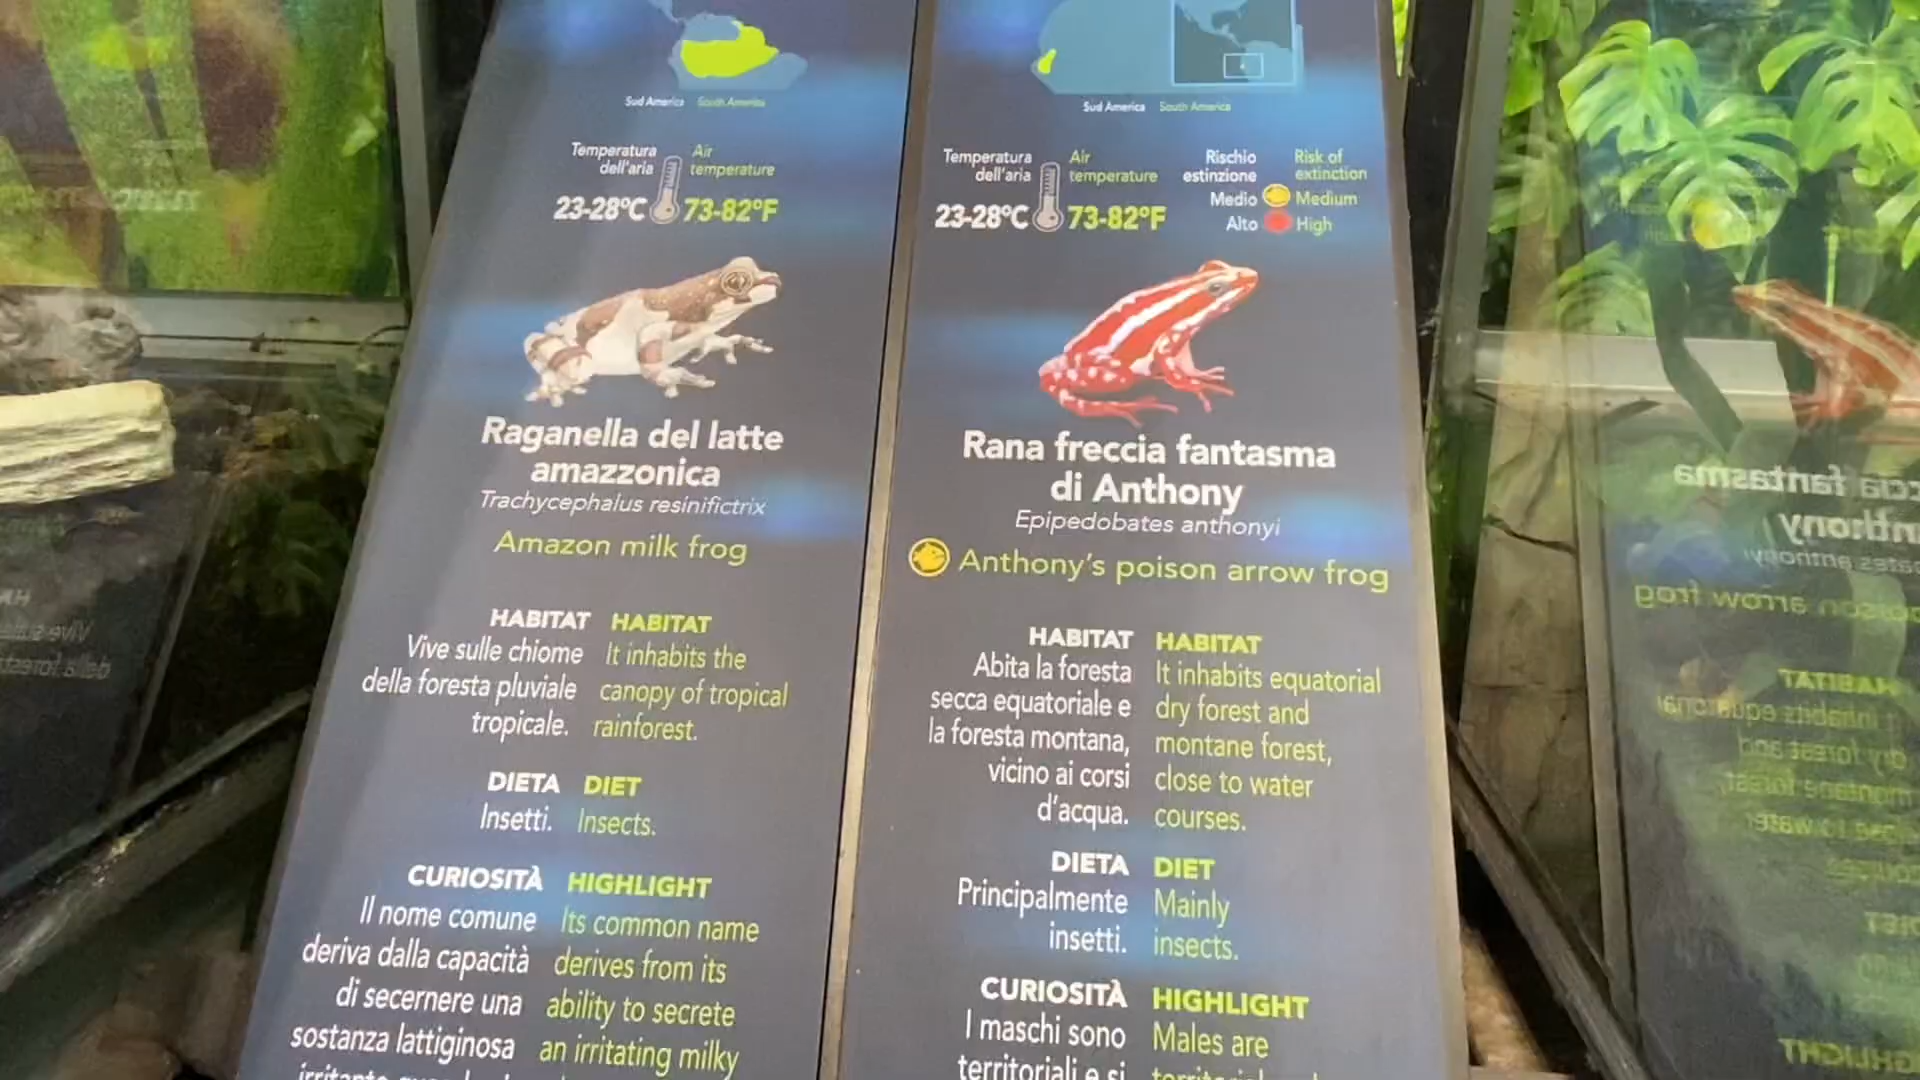 Sud America South America
Temperatura Air
dell'aria temperature
23-28°C 73-82°F
Raganella del latte
amazzonica
Trachycephalus resinifictrix
Amazon milk frog
HABITAT HABITAT
Vive sulle chiome It inhabits the
della foresta pluviale canopy of tropical
tropicale. rainforest.
DIETA DIET
Insetti. Insects.
CURIOSITÀ HIGHLIGHT
Il nome comune Its common name
deriva dalla capacità derives from its
di secernere una ability to secrete
sostanza lattiginosa an irritating milky
Sud America South America
Temperatura Air Rischio Risk of
dell'aria temperature estinzione extinction
23-28°C 73-82°F Medio Medium
Alto High
Rana freccia fantasma
di Anthony
Epipedobates anthonyi
Anthony's poison arrow frog
HABITAT HABITAT
Abita la foresta It inhabits equatorial
secca equatoriale e dry forest and
la foresta montana, montane forest,
vicino ai corsi close to water
d'acqua. courses.
DIETA DIET
Principalmente Mainly
insetti. insects.
CURIOSITÀ HIGHLIGHT
I maschi sono Males are
territoriali e si